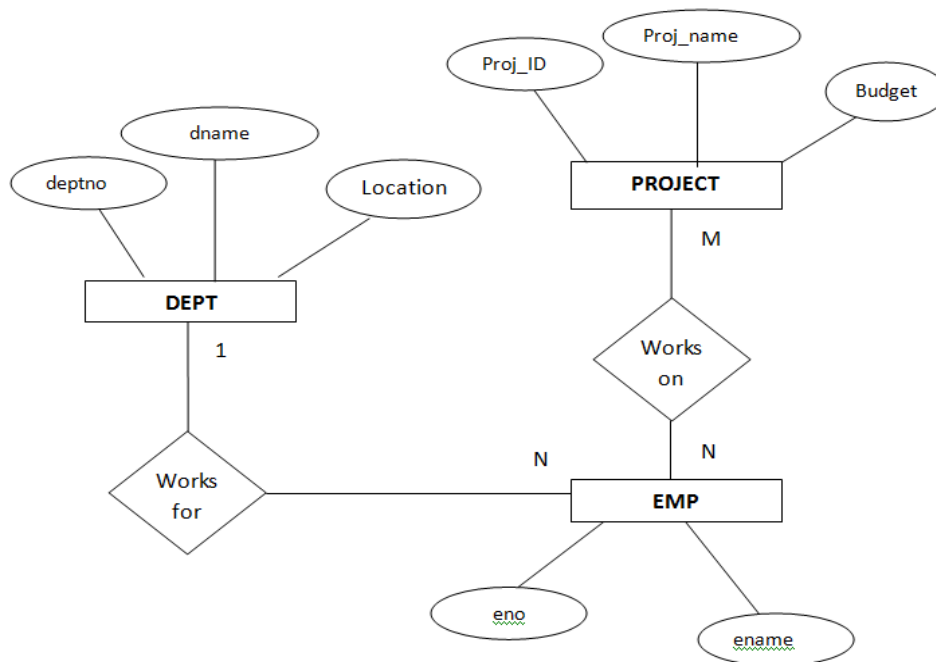 Proj_name
Proj_ID
Budget
dname
deptno
Location
PROJECT
M
DEPT
1
Works
on
N
N
Works
for
EMP
eno
ename